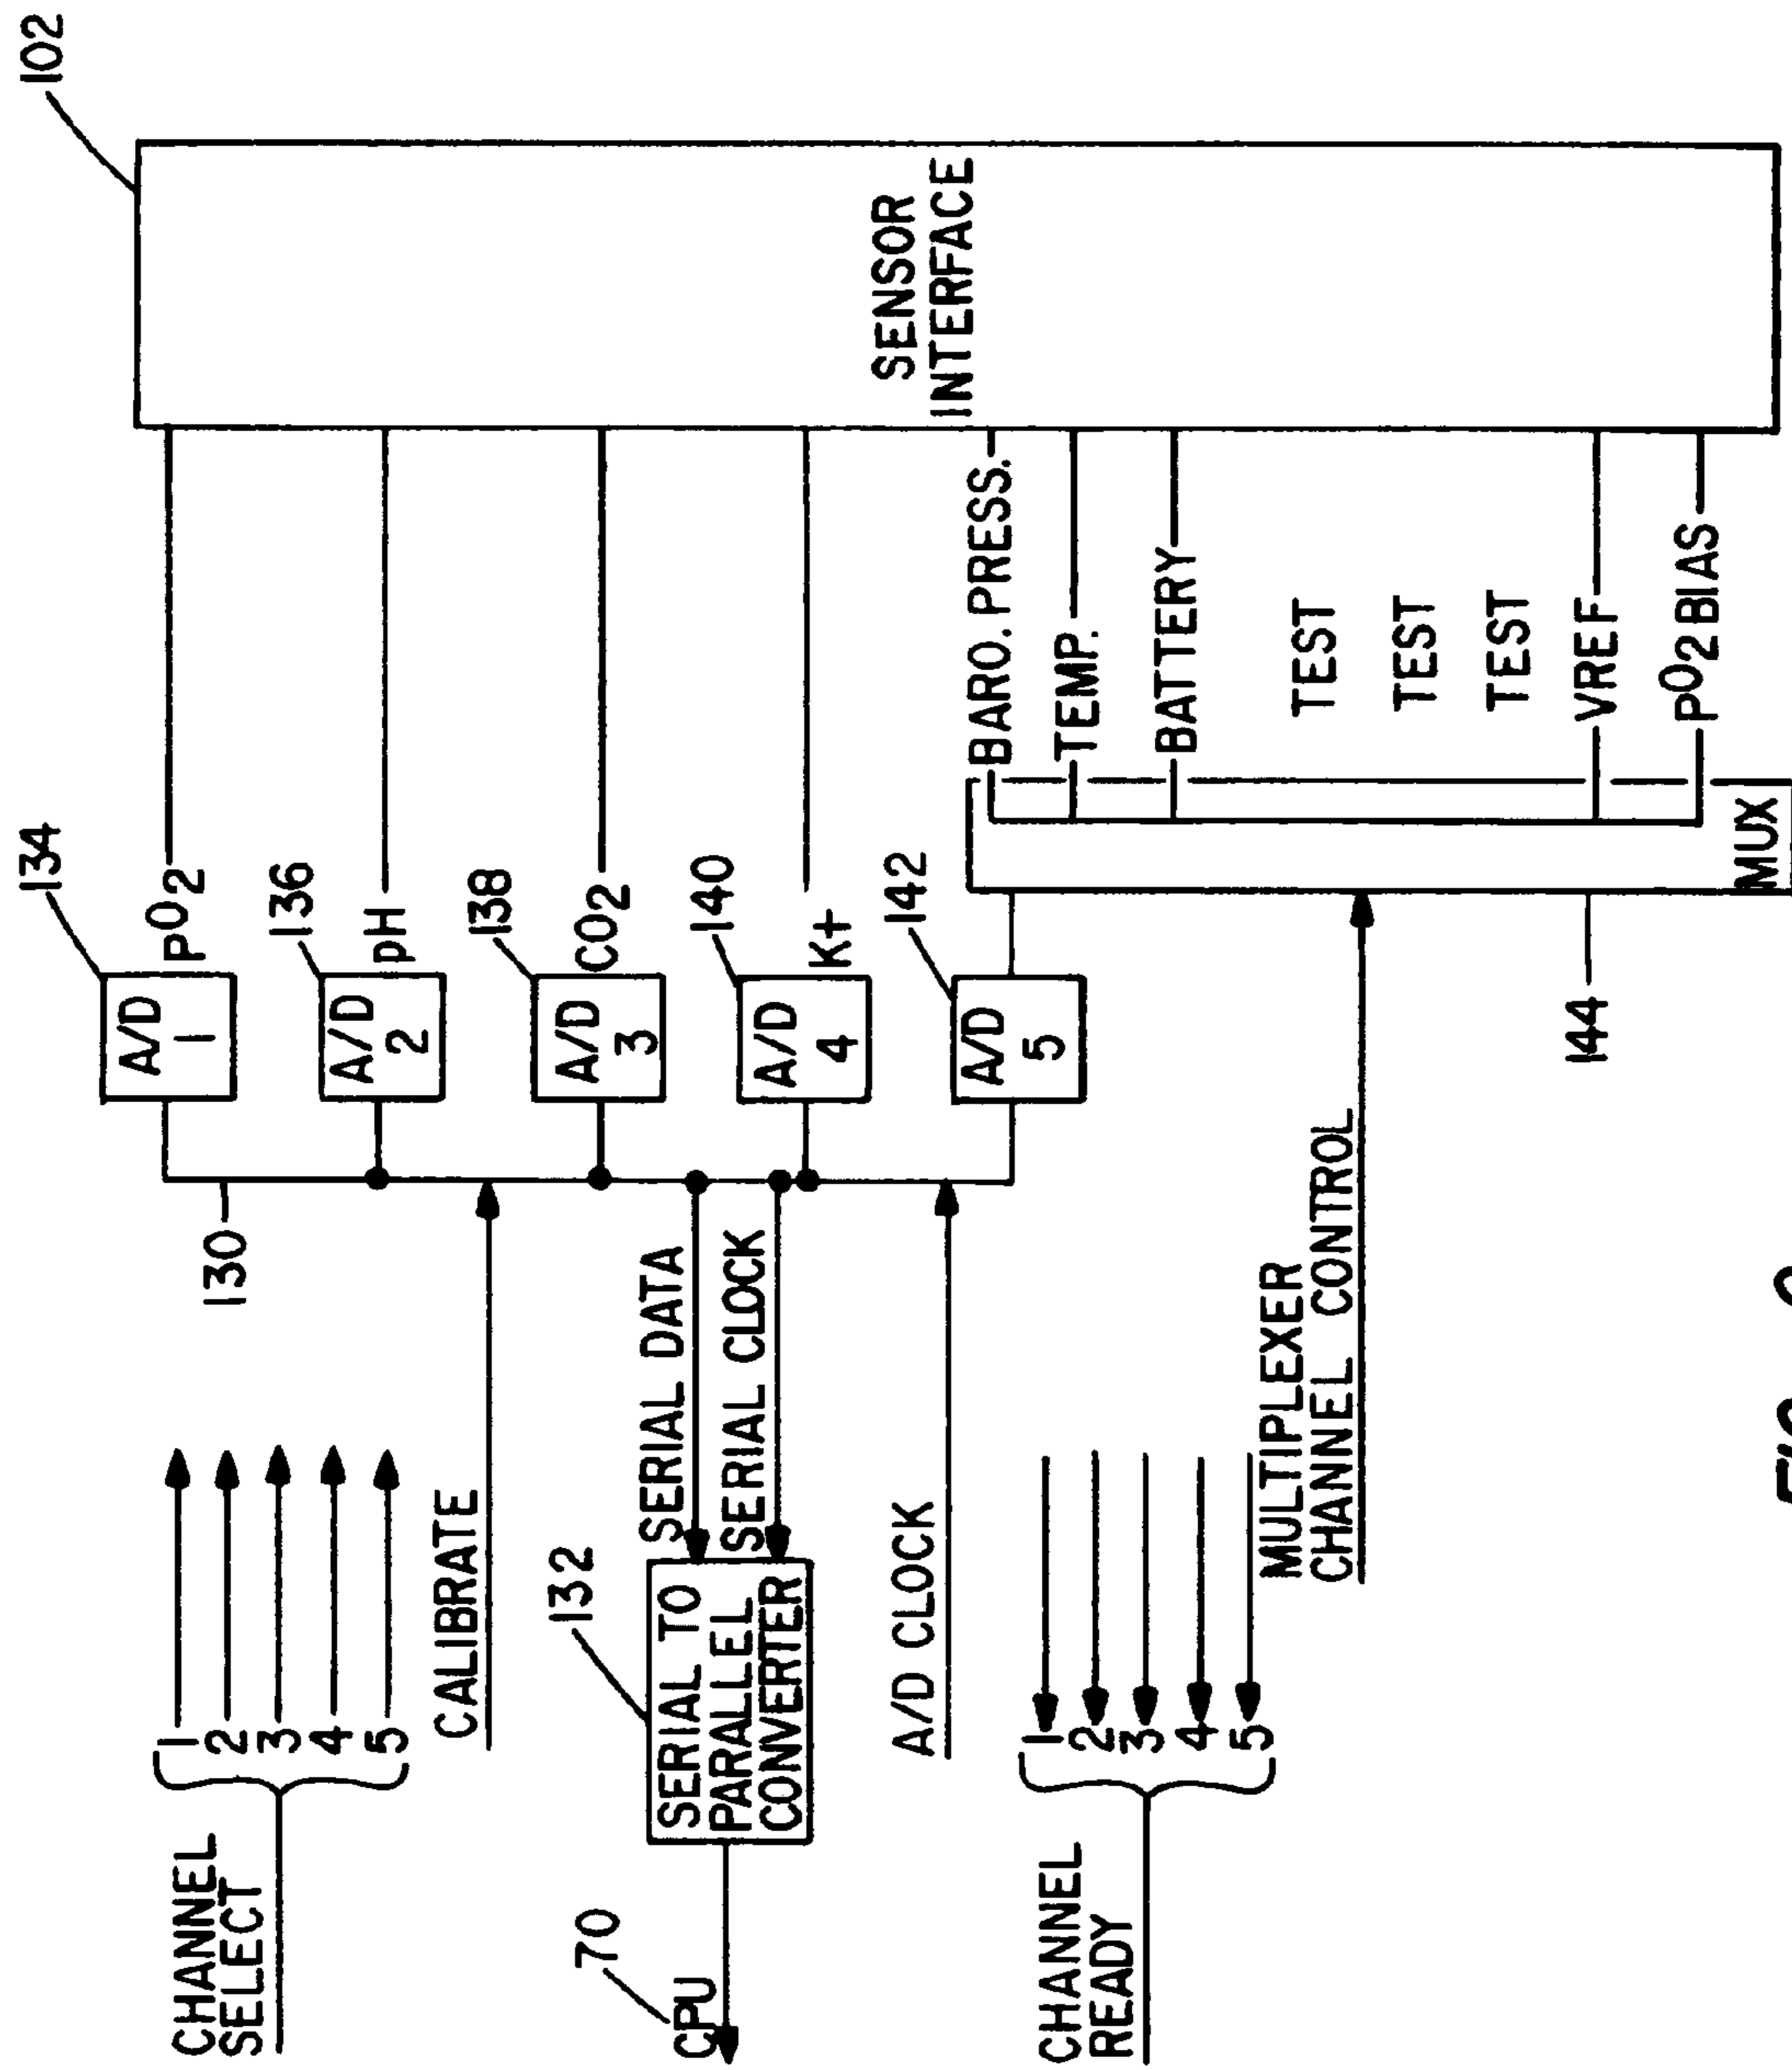 102
SENSOR
INTERFACE
134
136
138
140
142
pO2
pH
CO2
K+
A/D
1
A/D
2
A/D
3
A/D
4
A/D
5
BARO. PRESS.
TEMP.
BATTERY
TEST
TEST
TEST
VREF
pO2 BIAS
MUX
144
130
CHANNEL
SELECT
1
2
3
4
5
CALIBRATE
SERIAL DATA
SERIAL CLOCK
132
SERIAL TO
PARALLEL
CONVERTER
70
CPU
A/D CLOCK
CHANNEL
READY
1
2
3
4
5
MULTIPLEXER
CHANNEL CONTROL